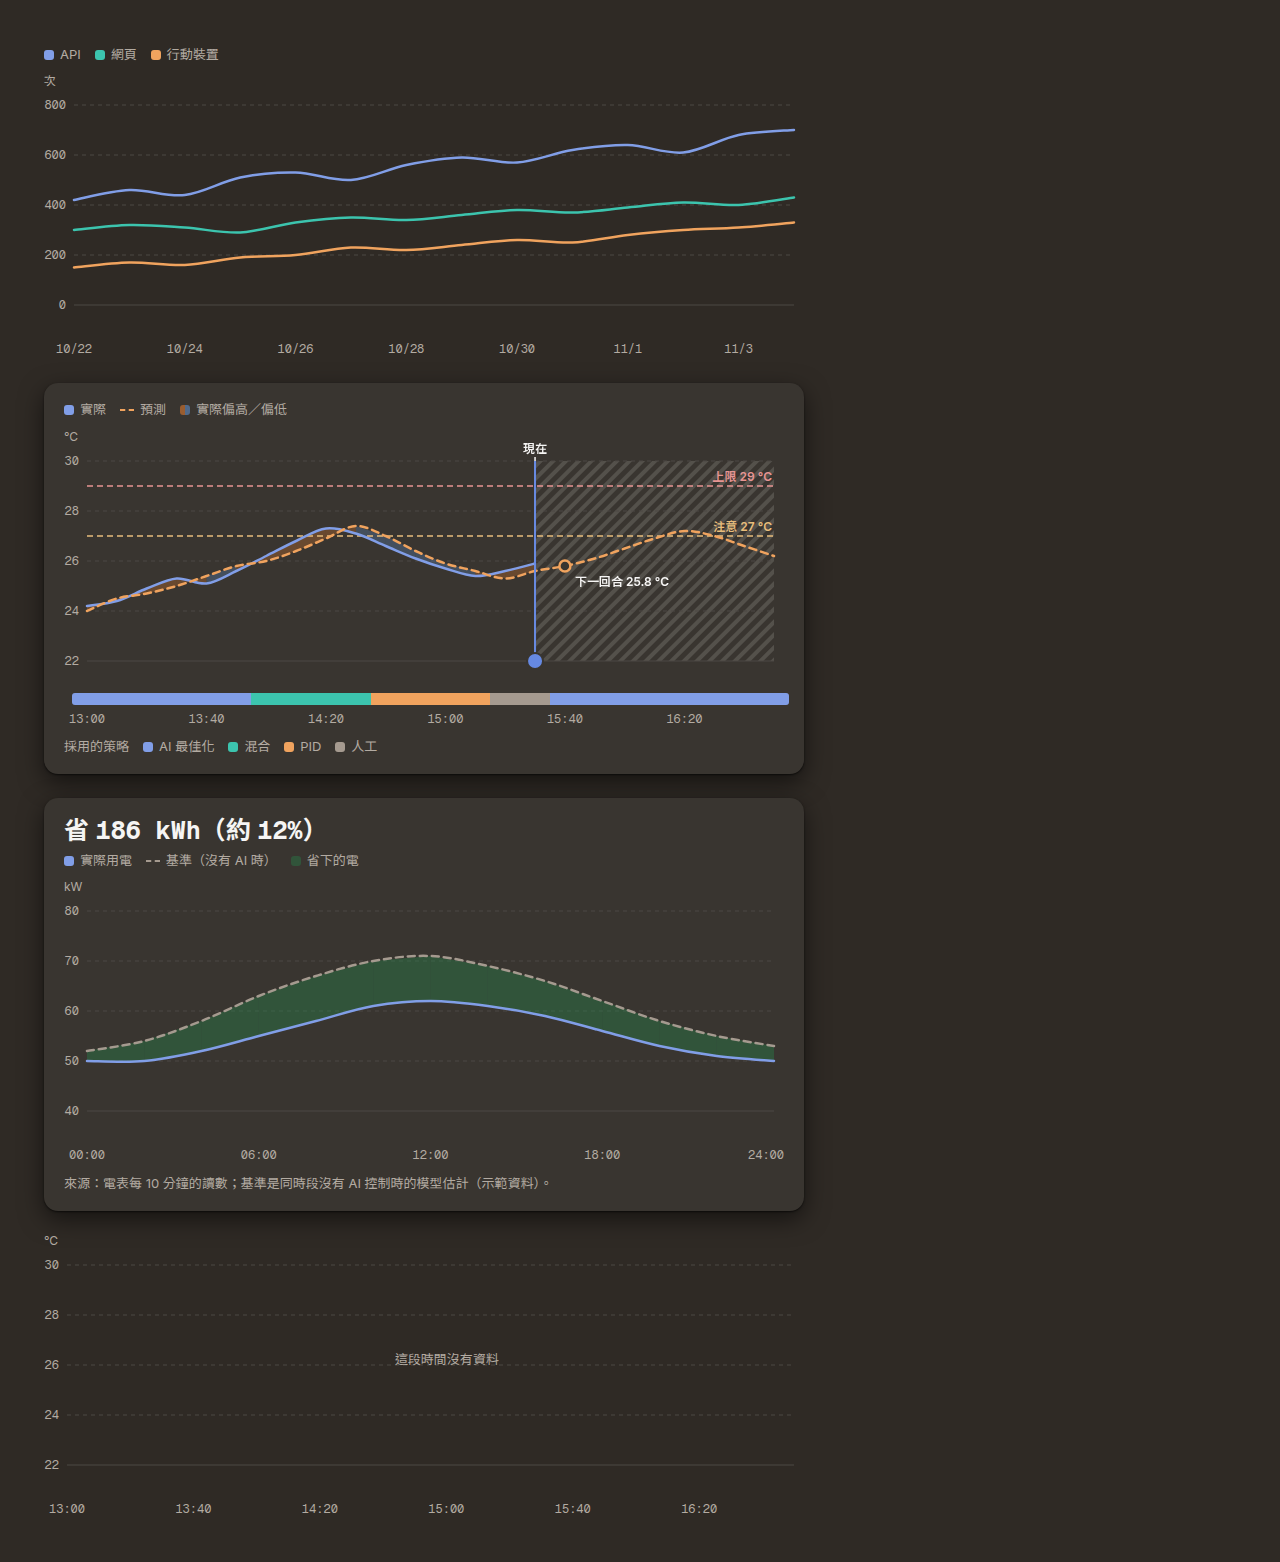 API 網頁 行動裝置
次
800
600
400
200
0
10/22 10/24 10/26 10/28 10/30 11/1 11/3
實際 預測 實際偏高／偏低
°C
現在
30
上限 29 °C
28
注意 27 °C
26
下一回合 25.8 °C
24
22
13:00 13:40 14:20 15:00 15:40 16:20
採用的策略 AI 最佳化 混合 PID 人工
省 186 kWh（約 12%）
實際用電 基準（沒有 AI 時） 省下的電
kW
80
70
60
50
40
00:00 06:00 12:00 18:00 24:00
來源：電表每 10 分鐘的讀數；基準是同時段沒有 AI 控制時的模型估計（示範資料）。
°C
30
28
這段時間沒有資料
26
24
22
13:00 13:40 14:20 15:00 15:40 16:20